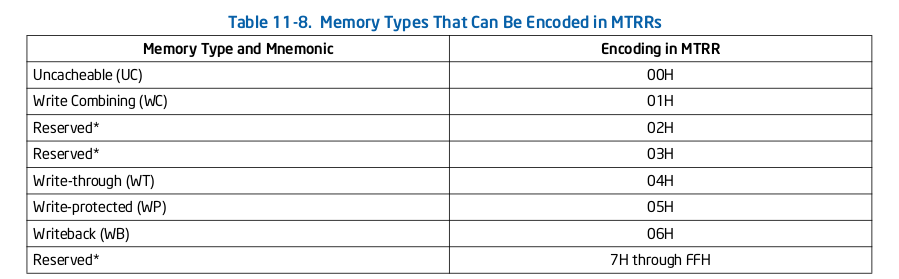 Table 11-8. Memory Types That Can Be Encoded in MTRRs
Memory Type and Mnemonic Encoding in MTRR
Uncacheable (UC) 00H
Write Combining (WC) 01H
Reserved* 02H
Reserved* 03H
Write-through (WT) 04H
Write-protected (WP) 05H
Writeback (WB) 06H
Reserved* 7H through FFH